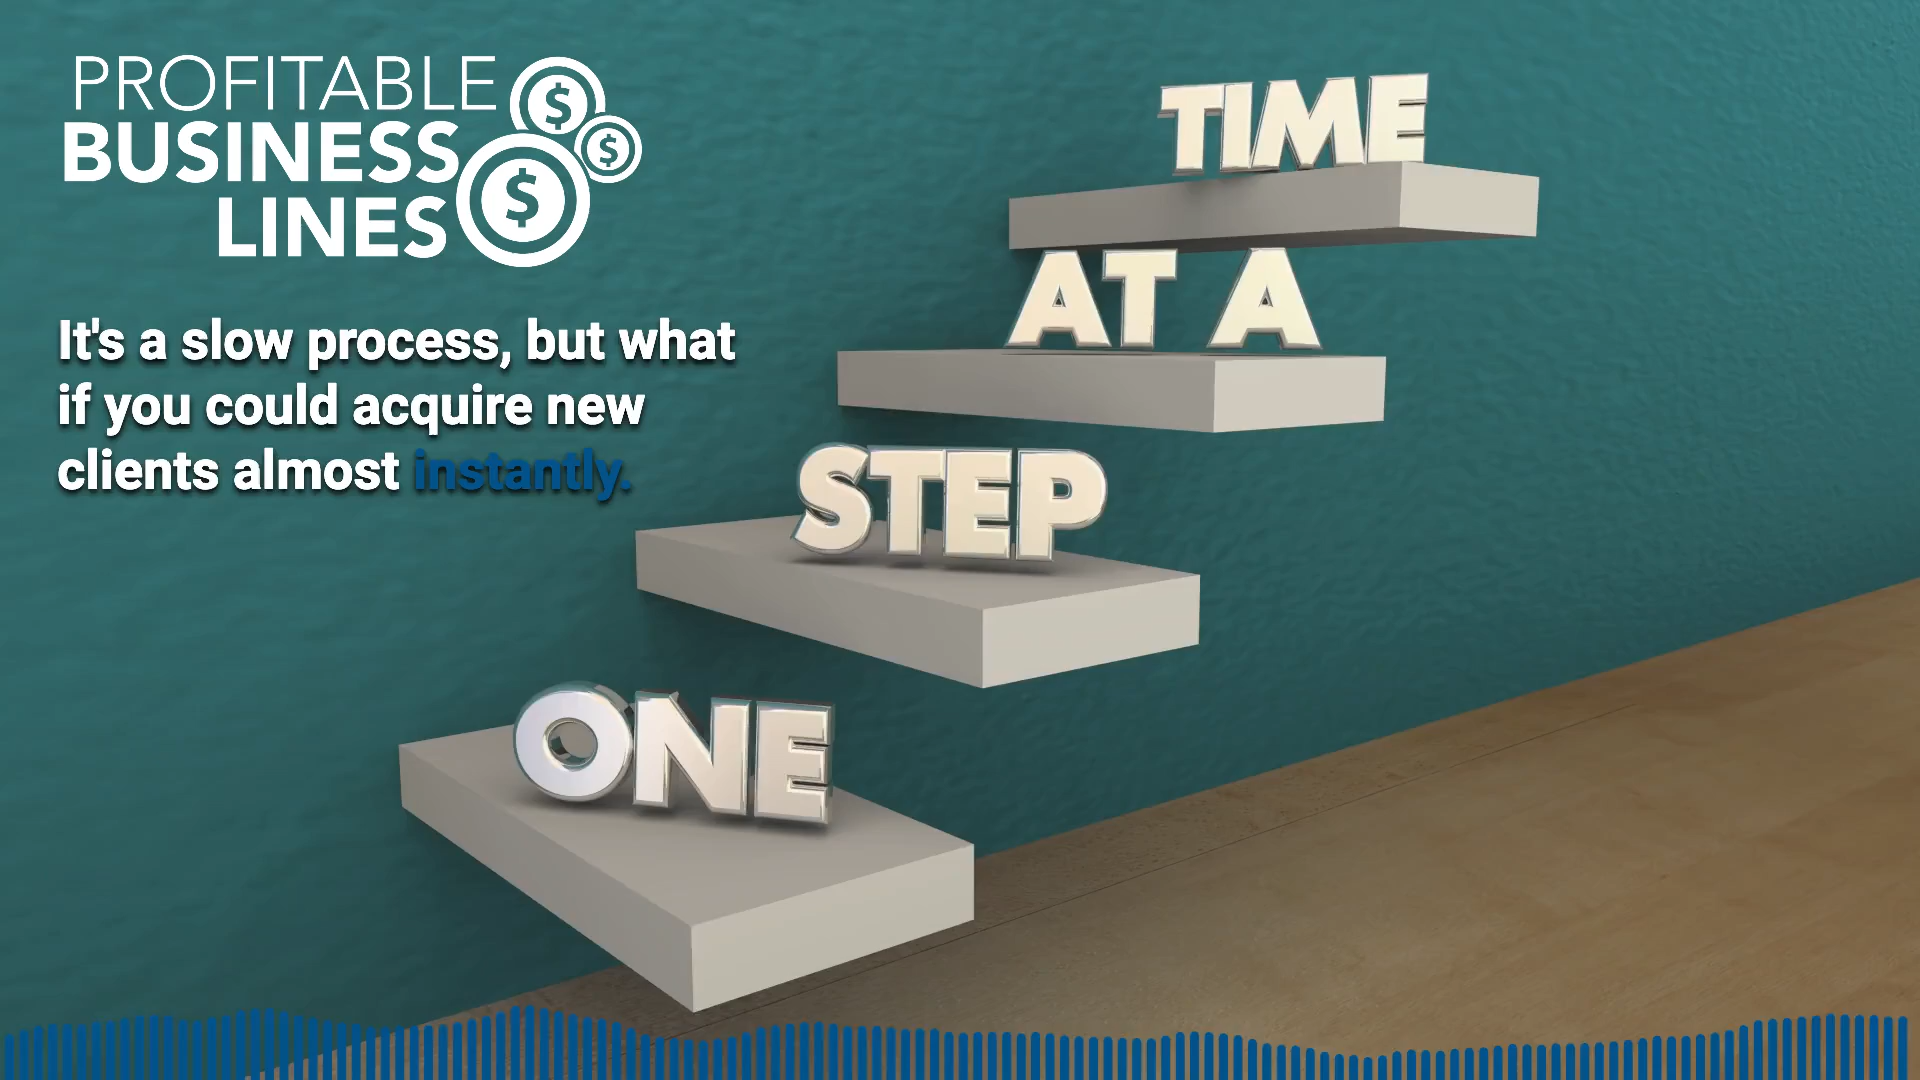 PROFITABLE
BUSINESS
LINES
It's a slow process, but what
if you could acquire new
clients almost instantly.
TIME
AT A
STEP
ONE